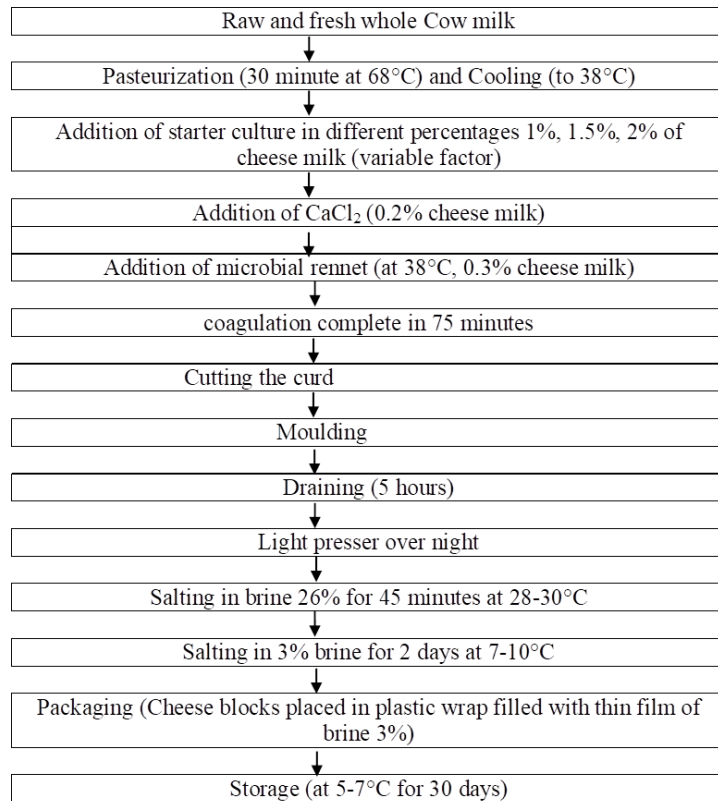 Raw and fresh whole Cow milk
Pasteurization (30 minute at 68°C) and Cooling (to 38°C)
Addition of starter culture in different percentages 1%, 1.5%, 2% of
cheese milk (variable factor)
Addition of CaCl₂ (0.2% cheese milk)
Addition of microbial rennet (at 38°C, 0.3% cheese milk)
coagulation complete in 75 minutes
Cutting the curd
Moulding
Draining (5 hours)
Light presser over night
Salting in brine 26% for 45 minutes at 28-30°C
Salting in 3% brine for 2 days at 7-10°C
Packaging (Cheese blocks placed in plastic wrap filled with thin film of
brine 3%)
Storage (at 5-7°C for 30 days)